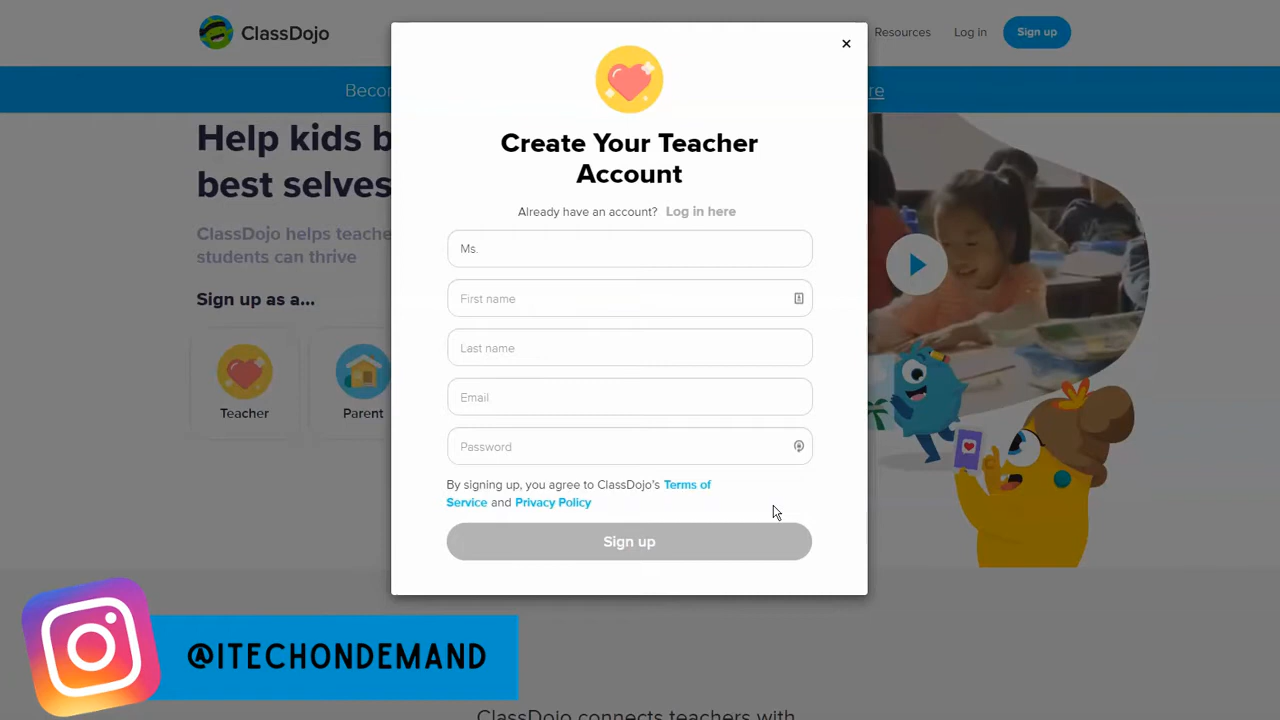 ClassDojo
Resources
Log in
Sign up
×
Becor
re
Help kids b
best selves
ClassDojo helps teache
students can thrive
Sign up as a...
Teacher
Parent
Create Your Teacher
Account
Already have an account? Log in here
Ms.
First name
Last name
Email
Password
By signing up, you agree to ClassDojo's Terms of
Service and Privacy Policy
Sign up
@ITECHONDEMAND
ClassDojo connects teachers with